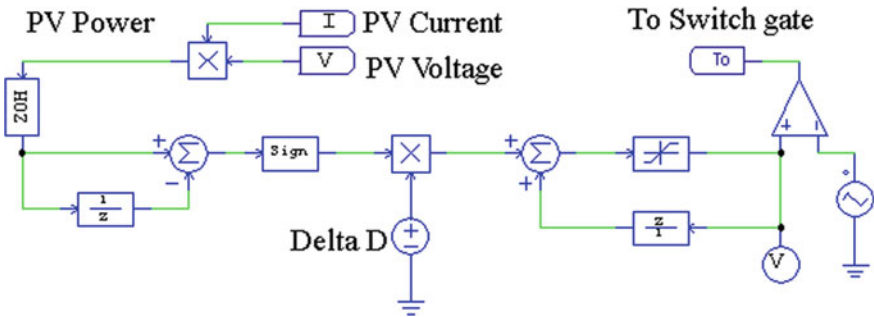 PV Power
I PV Current
V PV Voltage
To Switch gate
To
ZOH
+
Σ
-
Sign
×
×
1/z
Delta D
+
-
+
Σ
+
z/1
V
+
-